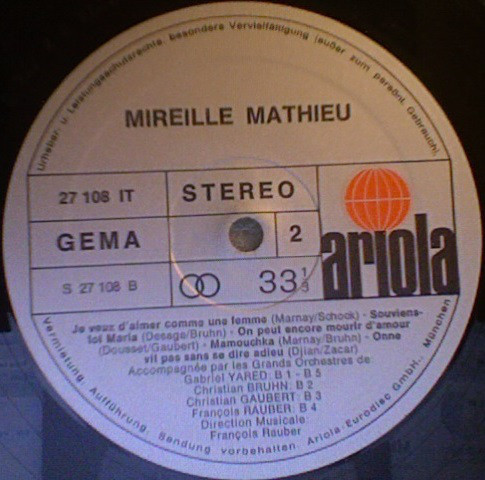 Urheber- u. Leistungsschutzrechte, besondere Vervielfältigung (außer zum persönl. Gebrauch),
MIREILLE MATHIEU
27 108 IT
STEREO
GEMA
2
ariola
S 27 108 B
33 1/3
Je veux d'aimer comme une femme (Marnay/Schock) - Souviens-
toi Maria (Desage/Bruhn) - On peut encore mourir d'amour
(Dousset/Gaubert) - Mamouchka (Marnay/Bruhn) - Onne
vit pas sans se dire adieu (Djian/Zacar)
Accompagnée par les Grands Orchestres de:
Gabriel YARED: B 1 - B 5
Christian BRUHN: B 2
Christian GAUBERT: B 3
François RAUBER: B 4
Direction Musicale:
François Rauber
Vermietung, Aufführung, Sendung vorbehalten. Ariola-Eurodisc GmbH., München